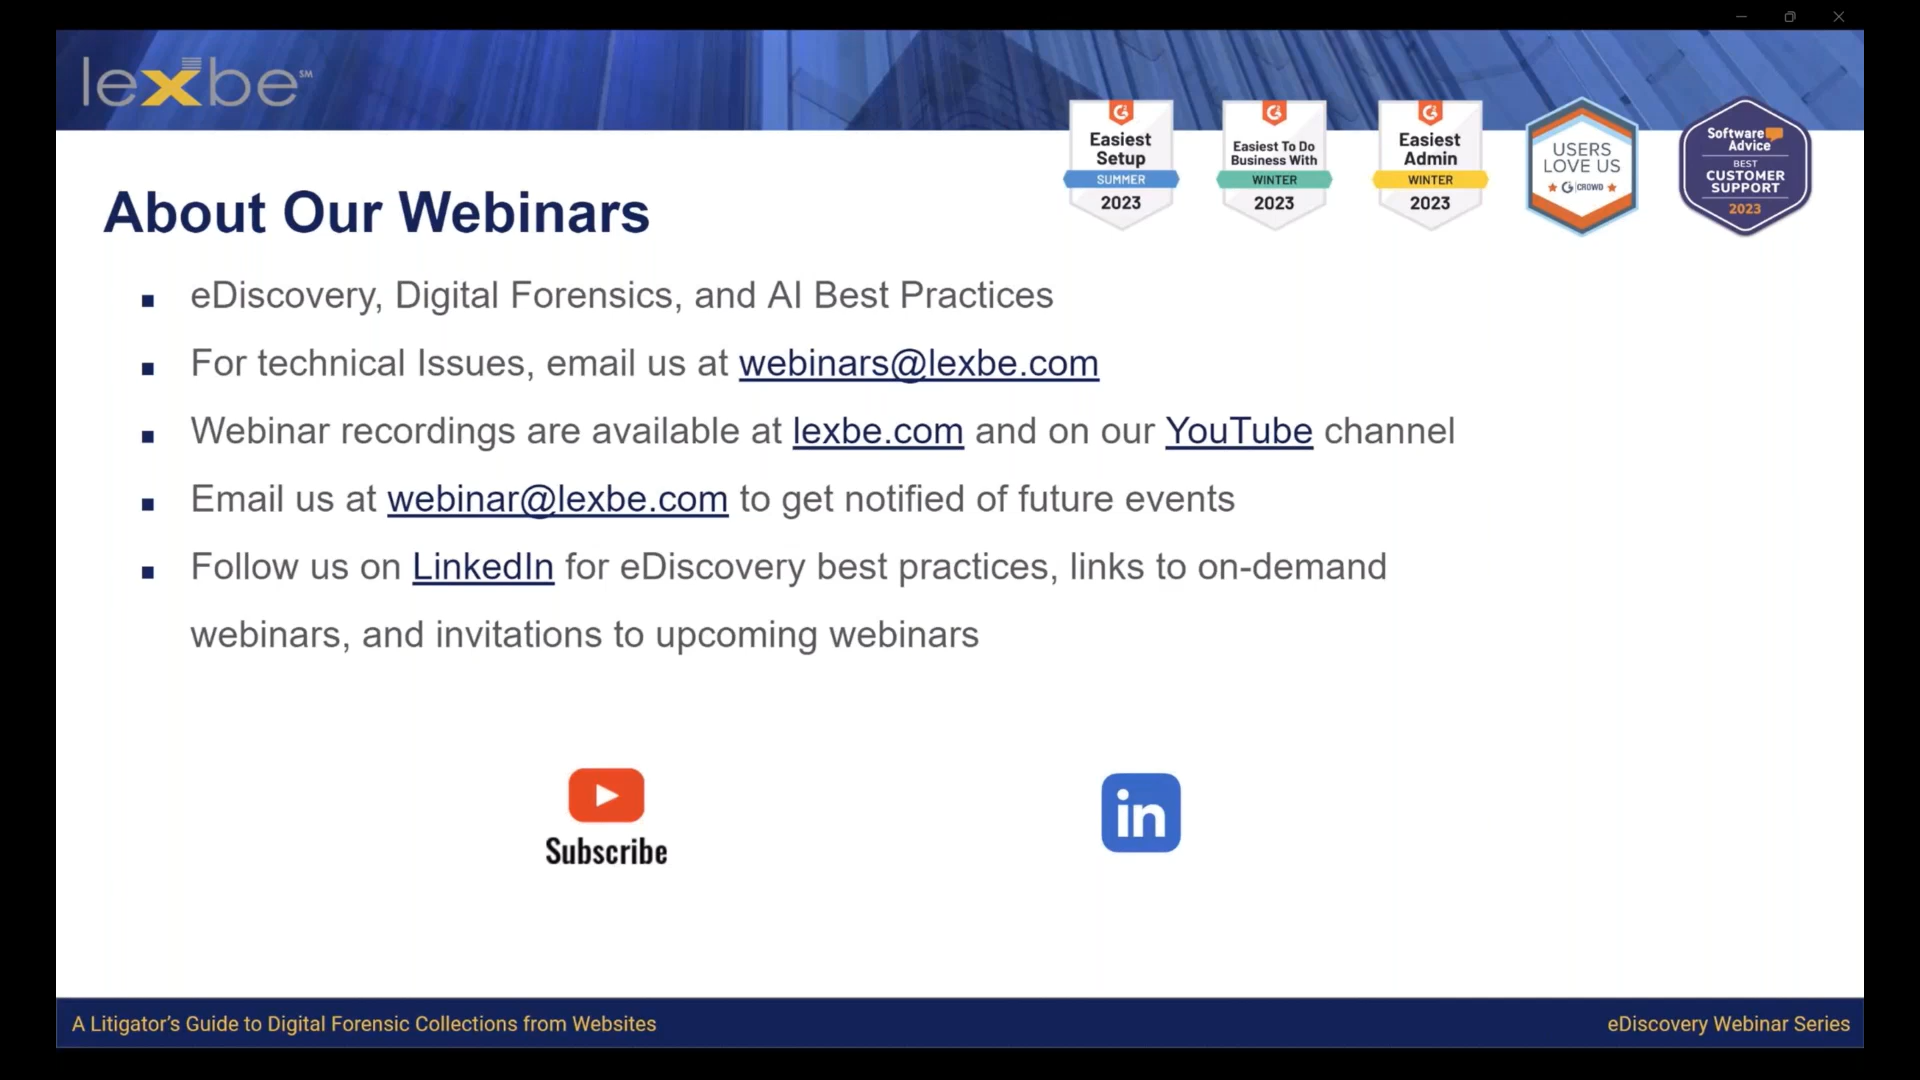 lexbe SM
Easiest
Setup
SUMMER
2023
Easiest To Do
Business With
WINTER
2023
Easiest
Admin
WINTER
2023
USERS
LOVE US
G2 | CROWD
Software
Advice
BEST
CUSTOMER
SUPPORT
2023
About Our Webinars
▪ eDiscovery, Digital Forensics, and AI Best Practices
▪ For technical Issues, email us at webinars@lexbe.com
▪ Webinar recordings are available at lexbe.com and on our YouTube channel
▪ Email us at webinar@lexbe.com to get notified of future events
▪ Follow us on LinkedIn for eDiscovery best practices, links to on-demand
webinars, and invitations to upcoming webinars
Subscribe
in
A Litigator's Guide to Digital Forensic Collections from Websites
eDiscovery Webinar Series